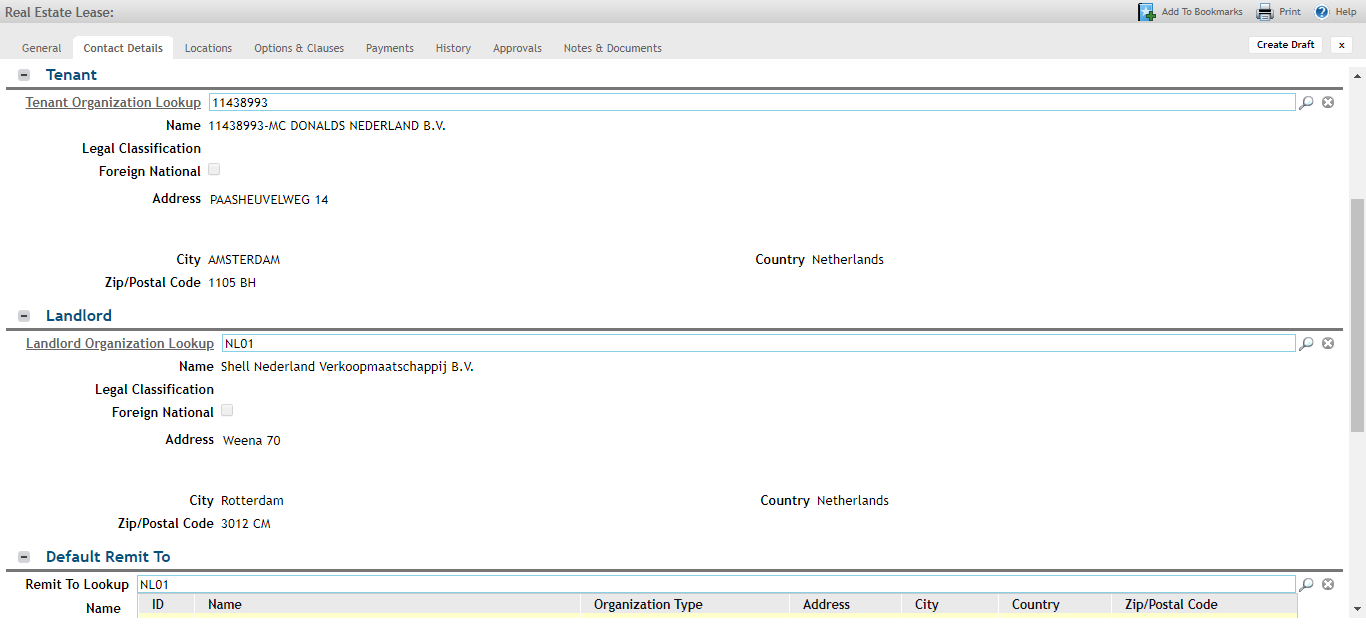 Real Estate Lease:
Add To Bookmarks Print Help
General Contact Details Locations Options & Clauses Payments History Approvals Notes & Documents Create Draft x
Tenant
Tenant Organization Lookup 11438993
Name 11438993-MC DONALDS NEDERLAND B.V.
Legal Classification
Foreign National
Address PAASHEUVELWEG 14
City AMSTERDAM Country Netherlands
Zip/Postal Code 1105 BH
Landlord
Landlord Organization Lookup NL01
Name Shell Nederland Verkoopmaatschappij B.V.
Legal Classification
Foreign National
Address Weena 70
City Rotterdam Country Netherlands
Zip/Postal Code 3012 CM
Default Remit To
Remit To Lookup NL01
Name ID Name Organization Type Address City Country Zip/Postal Code